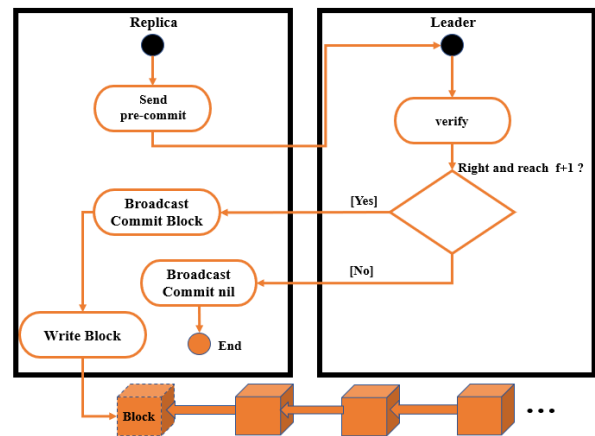 Replica
Leader
Send
pre-commit
verify
Right and reach f+1 ?
[Yes]
Broadcast
Commit Block
[No]
Broadcast
Commit nil
Write Block
End
Block
...